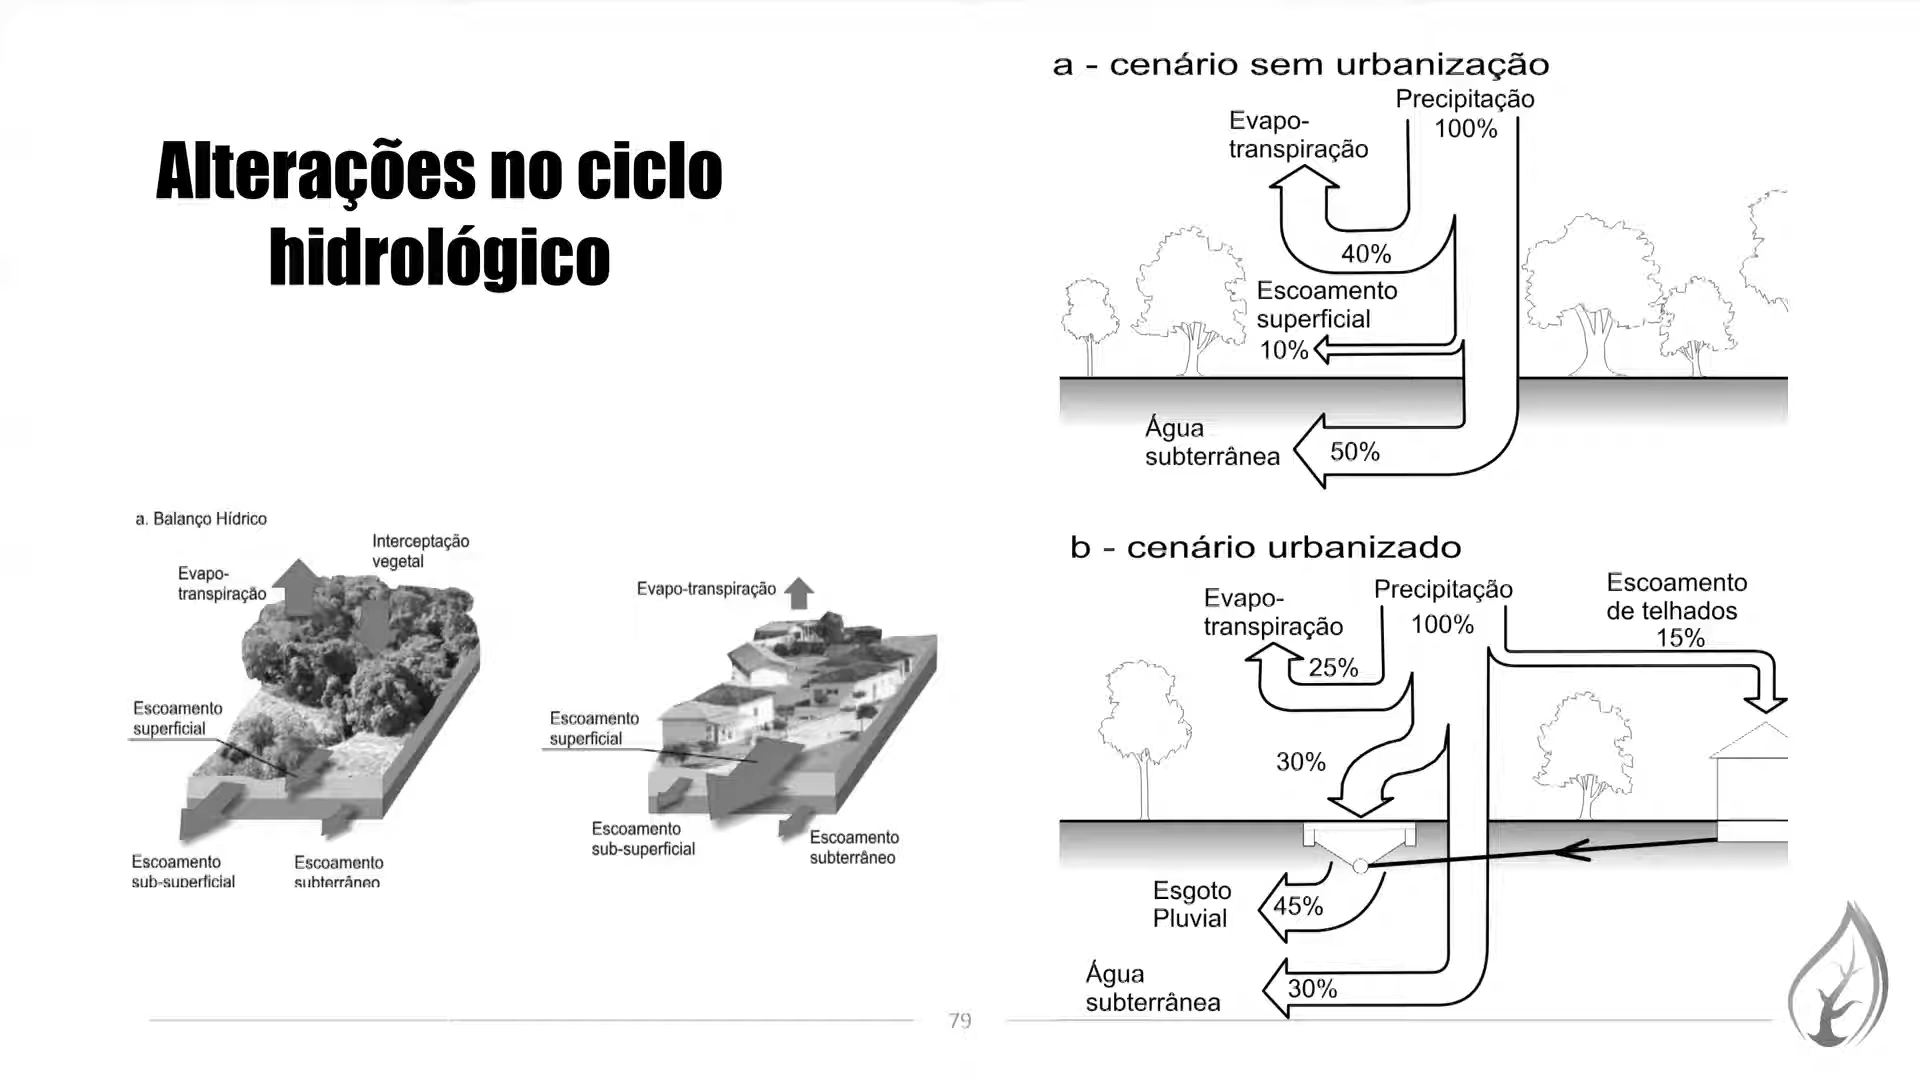 Alterações no ciclo
hidrológico
a. Balanço Hídrico
Interceptação
vegetal
Evapo-
transpiração
Escoamento
superficial
Escoamento
sub-superficial
Escoamento
subterrâneo
Evapo-transpiração
Escoamento
superficial
Escoamento
sub-superficial
Escoamento
subterrâneo
a - cenário sem urbanização
Precipitação
100%
Evapo-
transpiração
40%
Escoamento
superficial
10%
Água
subterrânea
50%
b - cenário urbanizado
Precipitação
100%
Evapo-
transpiração
25%
Escoamento
de telhados
15%
30%
Esgoto
Pluvial
45%
Água
subterrânea
30%
79